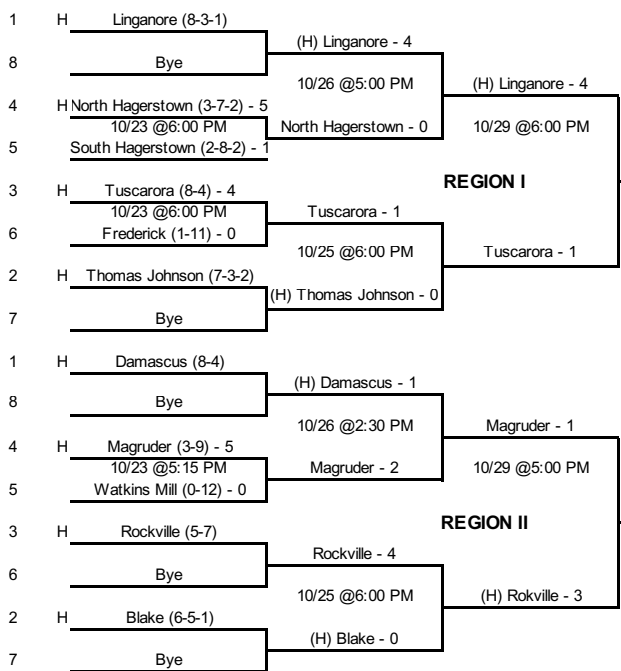 1 H Linganore (8-3-1)
(H) Linganore - 4
8 Bye
10/26 @5:00 PM
(H) Linganore - 4
4 H North Hagerstown (3-7-2) - 5
10/23 @6:00 PM
North Hagerstown - 0
10/29 @6:00 PM
5 South Hagerstown (2-8-2) - 1
REGION I
3 H Tuscarora (8-4) - 4
10/23 @6:00 PM
Tuscarora - 1
6 Frederick (1-11) - 0
10/25 @6:00 PM
Tuscarora - 1
2 H Thomas Johnson (7-3-2)
(H) Thomas Johnson - 0
7 Bye
1 H Damascus (8-4)
(H) Damascus - 1
8 Bye
10/26 @2:30 PM
Magruder - 1
4 H Magruder (3-9) - 5
10/23 @5:15 PM
Magruder - 2
10/29 @5:00 PM
5 Watkins Mill (0-12) - 0
REGION II
3 H Rockville (5-7)
Rockville - 4
6 Bye
10/25 @6:00 PM
(H) Rokville - 3
2 H Blake (6-5-1)
(H) Blake - 0
7 Bye